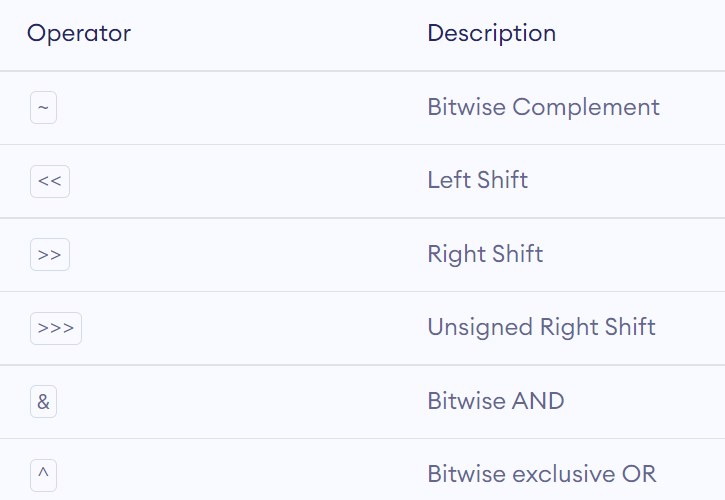 Operator Description
~ Bitwise Complement
<< Left Shift
>> Right Shift
>>> Unsigned Right Shift
& Bitwise AND
^ Bitwise exclusive OR